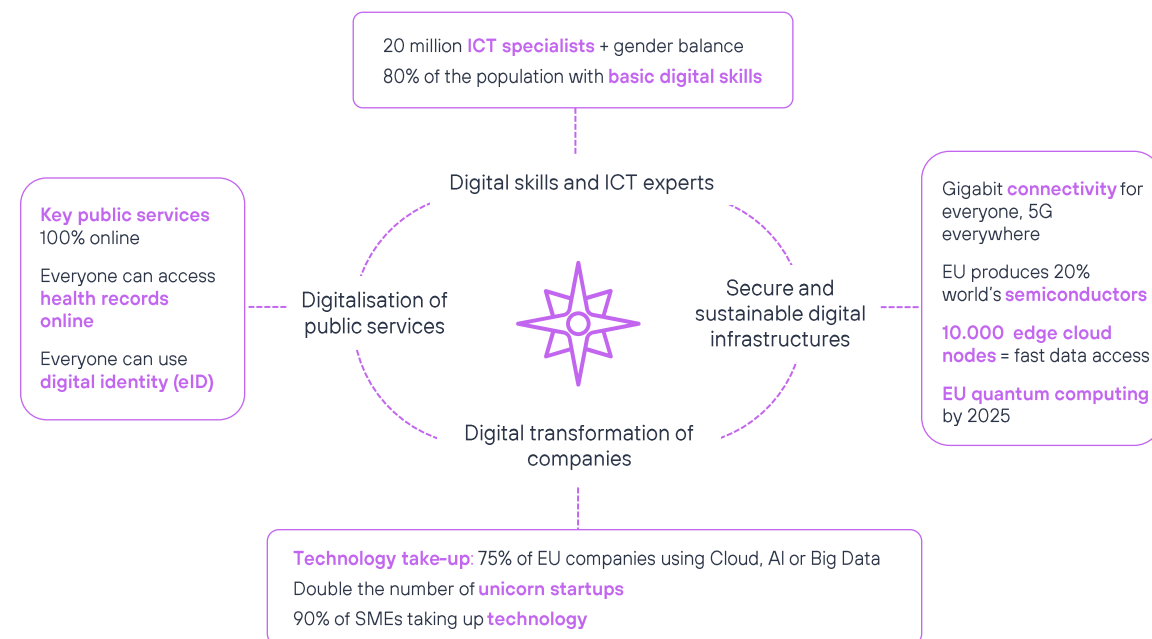 20 million ICT specialists + gender balance
80% of the population with basic digital skills
Digital skills and ICT experts
Key public services
100% online
Everyone can access
health records
online
Everyone can use
digital identity (eID)
Digitalisation of
public services
Secure and
sustainable digital
infrastructures
Gigabit connectivity for
everyone, 5G
everywhere
EU produces 20%
world's semiconductors
10.000 edge cloud
nodes = fast data access
EU quantum computing
by 2025
Digital transformation of
companies
Technology take-up: 75% of EU companies using Cloud, AI or Big Data
Double the number of unicorn startups
90% of SMEs taking up technology